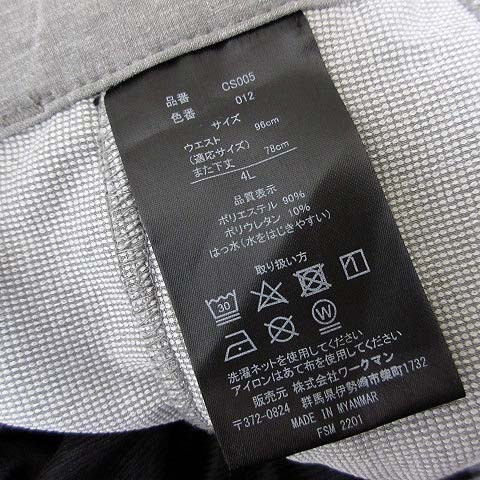 品番 CS005
色番 012
サイズ
ウエスト 96cm
(適応サイズ)
また下丈 78cm
4L
品質表示
ポリエステル 90%
ポリウレタン 10%
はっ水(水をはじきやすい)
取り扱い方
30
W
洗濯ネットを使用してください
アイロンはあて布を使用してください
販売元 株式会社ワークマン
〒372-0824 群馬県伊勢崎市柴町1732
MADE IN MYANMAR
FSM 2201